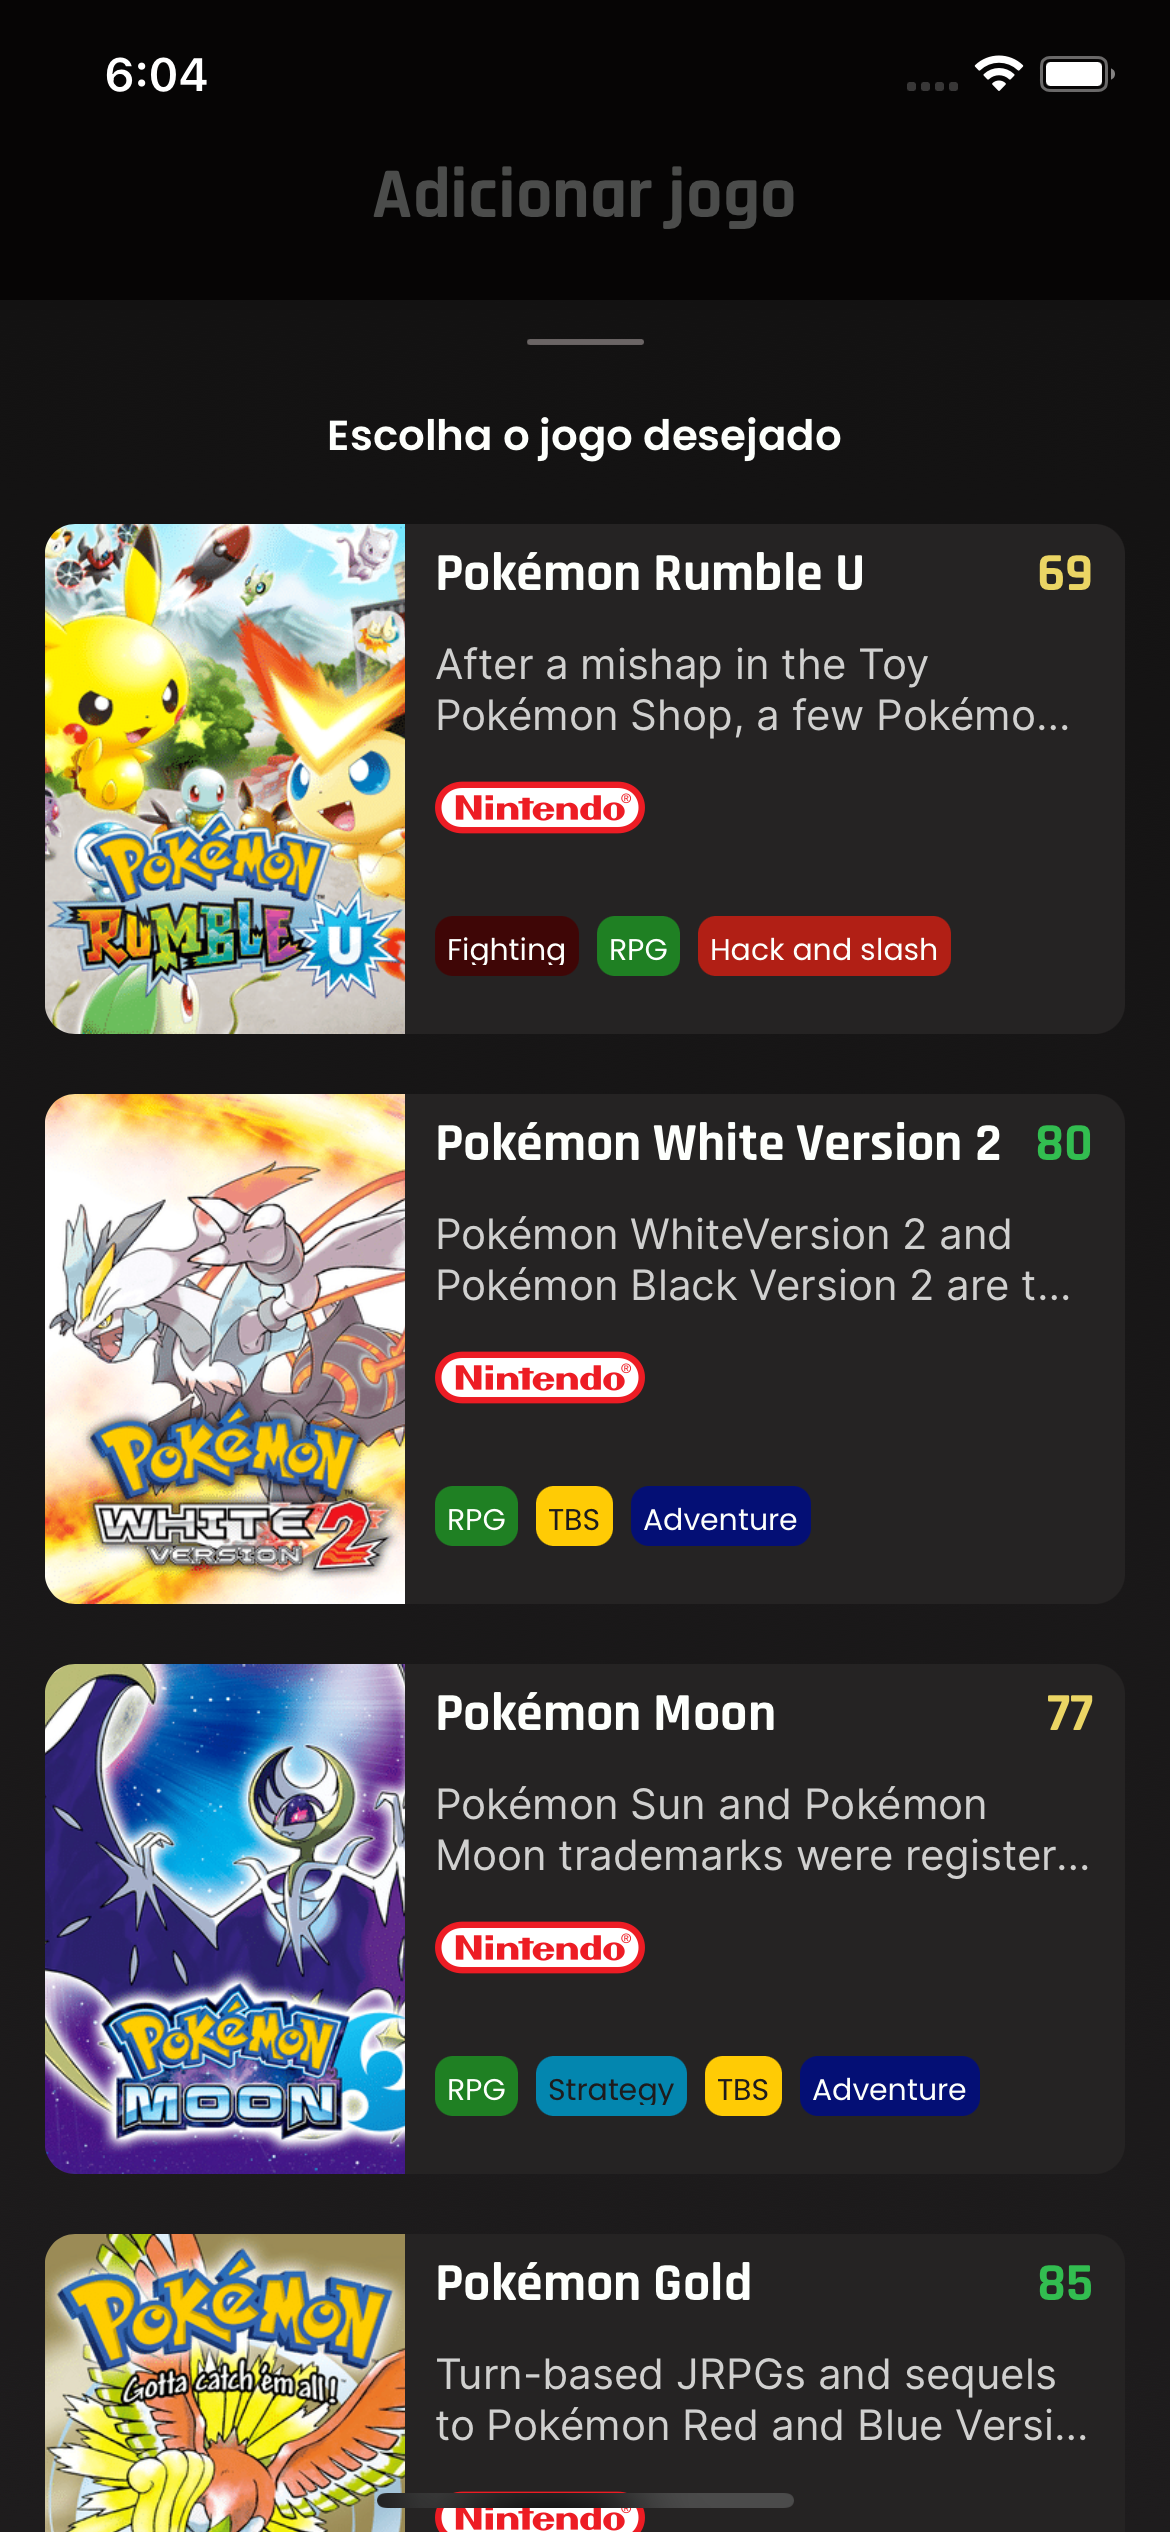 6:04
Adicionar jogo
Escolha o jogo desejado
Pokémon Rumble U
69
After a mishap in the Toy
Pokémon Shop, a few Pokémo...
Nintendo®
Fighting
RPG
Hack and slash
POKéMON
RUMBLE U
Pokémon White Version 2
80
Pokémon WhiteVersion 2 and
Pokémon Black Version 2 are t...
Nintendo®
RPG
TBS
Adventure
POKéMON
WHITE 2
VERSION
Pokémon Moon
77
Pokémon Sun and Pokémon
Moon trademarks were register...
Nintendo®
RPG
Strategy
TBS
Adventure
POKéMON
MOON
Pokémon Gold
85
Turn-based JRPGs and sequels
to Pokémon Red and Blue Versi...
Nintendo®
POKéMON
Gotta catch 'em all!